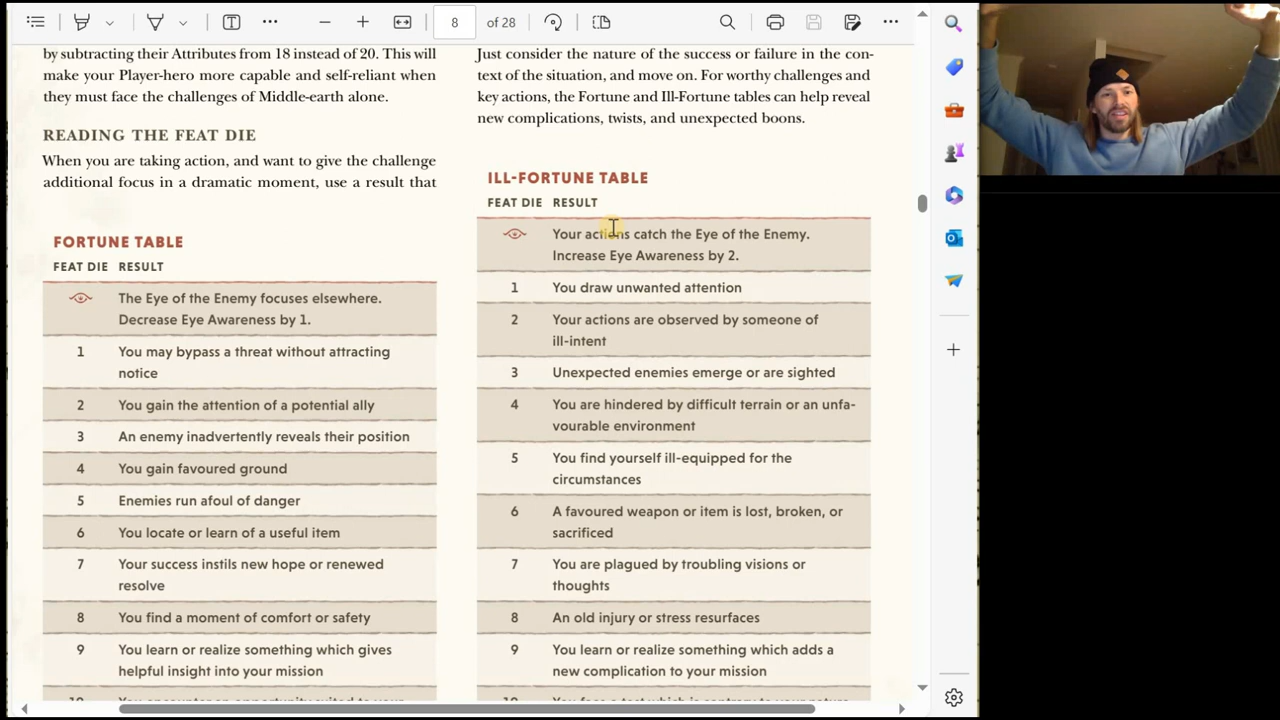 8 of 28
by subtracting their Attributes from 18 instead of 20. This will
make your Player-hero more capable and self-reliant when
they must face the challenges of Middle-earth alone.
READING THE FEAT DIE
When you are taking action, and want to give the challenge
additional focus in a dramatic moment, use a result that
FORTUNE TABLE
FEAT DIE RESULT
The Eye of the Enemy focuses elsewhere.
Decrease Eye Awareness by 1.
1 You may bypass a threat without attracting
notice
2 You gain the attention of a potential ally
3 An enemy inadvertently reveals their position
4 You gain favoured ground
5 Enemies run afoul of danger
6 You locate or learn of a useful item
7 Your success instils new hope or renewed
resolve
8 You find a moment of comfort or safety
9 You learn or realize something which gives
helpful insight into your mission
Just consider the nature of the success or failure in the con-
text of the situation, and move on. For worthy challenges and
key actions, the Fortune and Ill-Fortune tables can help reveal
new complications, twists, and unexpected boons.
ILL-FORTUNE TABLE
FEAT DIE RESULT
Your actions catch the Eye of the Enemy.
Increase Eye Awareness by 2.
1 You draw unwanted attention
2 Your actions are observed by someone of
ill-intent
3 Unexpected enemies emerge or are sighted
4 You are hindered by difficult terrain or an unfa-
vourable environment
5 You find yourself ill-equipped for the
circumstances
6 A favoured weapon or item is lost, broken, or
sacrificed
7 You are plagued by troubling visions or
thoughts
8 An old injury or stress resurfaces
9 You learn or realize something which adds a
new complication to your mission